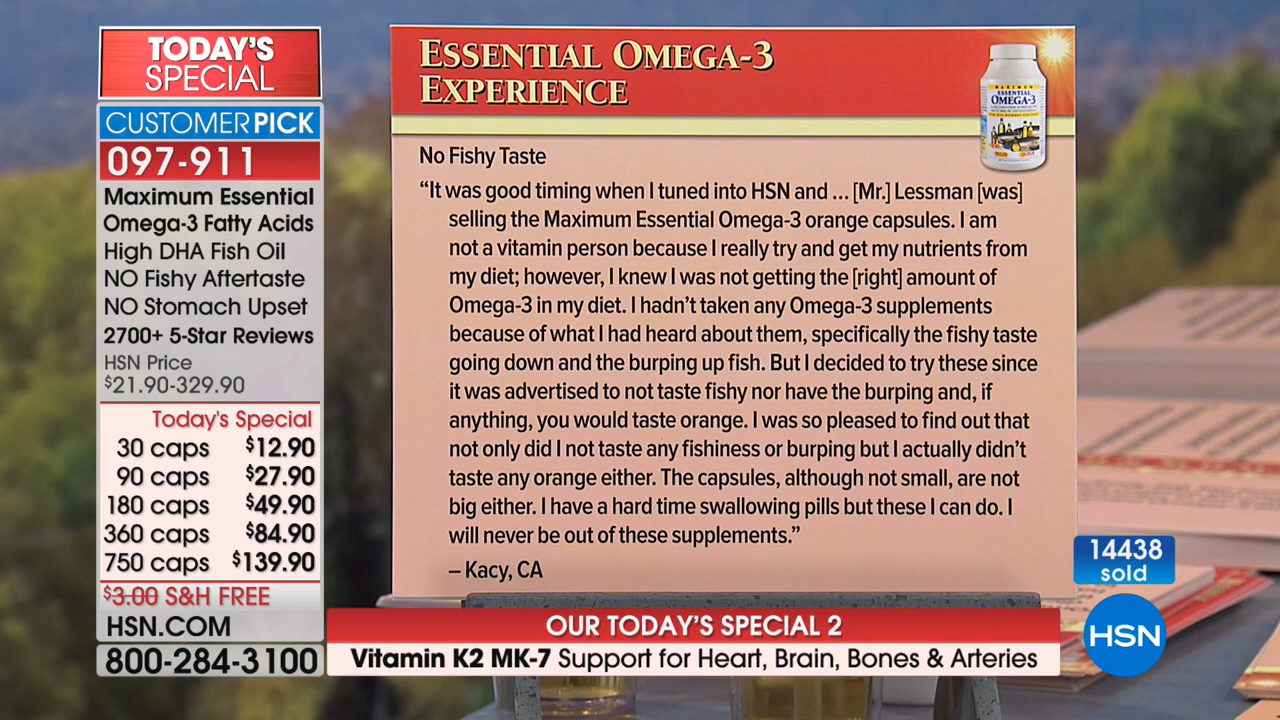 TODAY'S
SPECIAL
CUSTOMER PICK
097-911
Maximum Essential
Omega-3 Fatty Acids
High DHA Fish Oil
NO Fishy Aftertaste
NO Stomach Upset
2700+ 5-Star Reviews
HSN Price
$21.90-329.90
Today's Special
30 caps $12.90
90 caps $27.90
180 caps $49.90
360 caps $84.90
750 caps $139.90
$3.00 S&H FREE
HSN.COM
800-284-3100
ESSENTIAL OMEGA-3
EXPERIENCE
MAXIMUM
ESSENTIAL
OMEGA-3
No Fishy Taste
“It was good timing when I tuned into HSN and ... [Mr.] Lessman [was]
selling the Maximum Essential Omega-3 orange capsules. I am
not a vitamin person because I really try and get my nutrients from
my diet; however, I knew I was not getting the [right] amount of
Omega-3 in my diet. I hadn’t taken any Omega-3 supplements
because of what I had heard about them, specifically the fishy taste
going down and the burping up fish. But I decided to try these since
it was advertised to not taste fishy nor have the burping and, if
anything, you would taste orange. I was so pleased to find out that
not only did I not taste any fishiness or burping but I actually didn’t
taste any orange either. The capsules, although not small, are not
big either. I have a hard time swallowing pills but these I can do. I
will never be out of these supplements.”
– Kacy, CA
14438
sold
HSN
OUR TODAY'S SPECIAL 2
Vitamin K2 MK-7 Support for Heart, Brain, Bones & Arteries